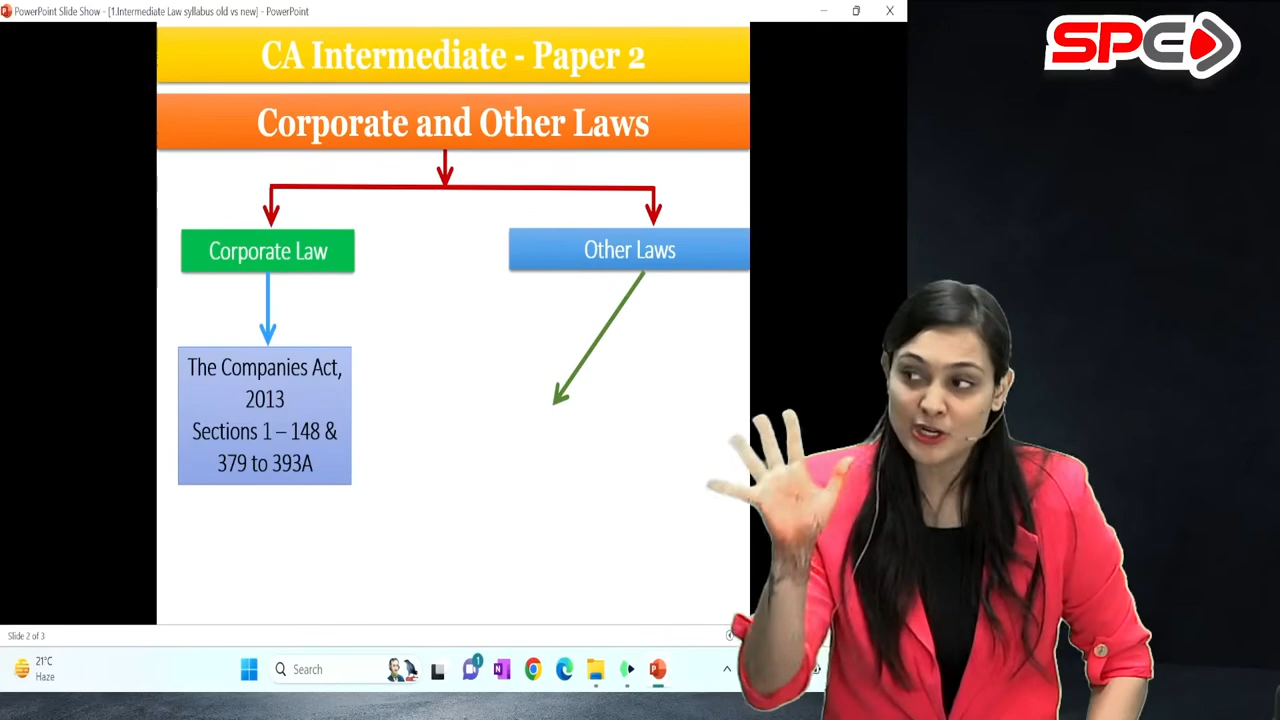 PowerPoint Slide Show - [1.Intermediate Law syllabus old vs new] - PowerPoint
SPC
CA Intermediate - Paper 2
Corporate and Other Laws
Corporate Law
Other Laws
The Companies Act,
2013
Sections 1 – 148 &
379 to 393A
Slide 2 of 3
21°C
Haze
Search
1